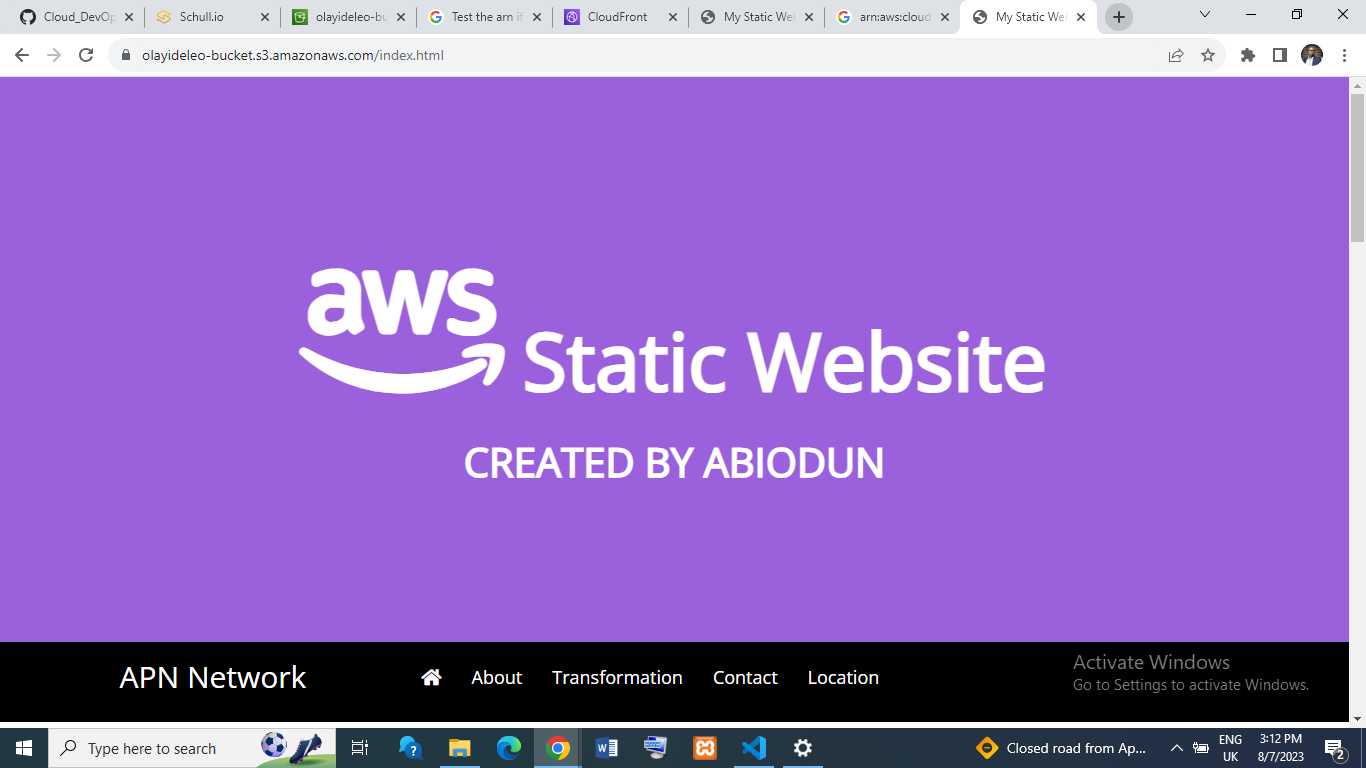 Cloud_DevOp
Schull.io
olayideleo-bu
Test the arn if
CloudFront
My Static Wel
arn:aws:cloud
My Static Wel
olayideleo-bucket.s3.amazonaws.com/index.html
aws Static Website
CREATED BY ABIODUN
APN Network
About Transformation Contact Location
Activate Windows
Go to Settings to activate Windows.
Type here to search
Closed road from Ap...
ENG
UK
3:12 PM
8/7/2023
2